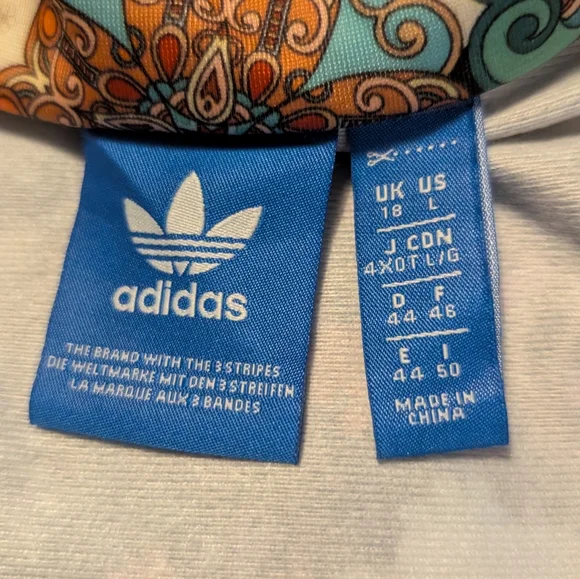 adidas
THE BRAND WITH THE 3 STRIPES
DIE WELTMARKE MIT DEN 3 STREIFEN
LA MARQUE AUX 3 BANDES
UK US
18 L
J CDN
4XOT L/G
D F
44 46
E I
44 50
MADE IN
CHINA